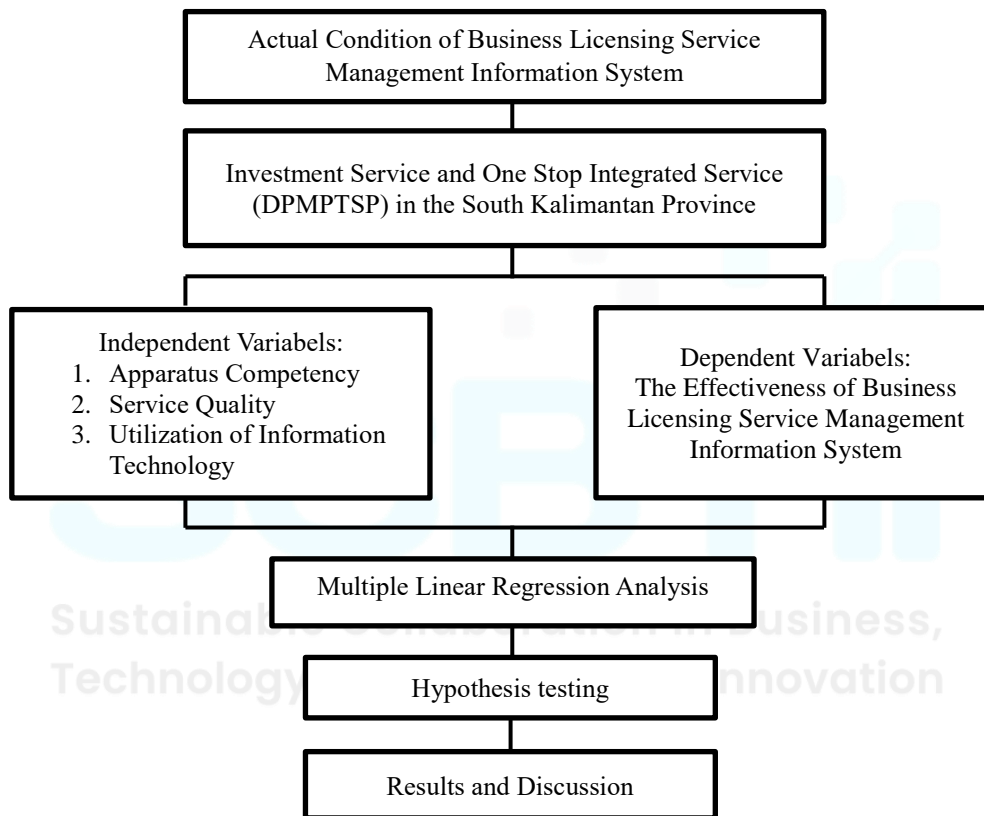 Actual Condition of Business Licensing Service
Management Information System
Investment Service and One Stop Integrated Service
(DPMPTSP) in the South Kalimantan Province
Independent Variabels:
1. Apparatus Competency
2. Service Quality
3. Utilization of Information
Technology
Dependent Variabels:
The Effectiveness of Business
Licensing Service Management
Information System
Multiple Linear Regression Analysis
Sustainable Collaboration in Business,
Hypothesis testing
Technology nnovation
Results and Discussion